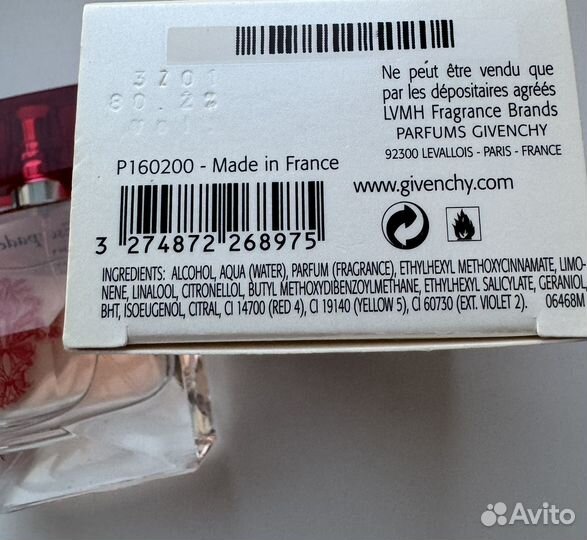 3Z01
80.22
Ne peut être vendu que
par les dépositaires agréés
LVMH Fragrance Brands
PARFUMS GIVENCHY
92300 LEVALLOIS - PARIS - FRANCE
P160200 - Made in France
www.givenchy.com
3 274872 268975
INGREDIENTS: ALCOHOL, AQUA (WATER), PARFUM (FRAGRANCE), ETHYLHEXYL METHOXYCINNAMATE, LIMO-
NENE, LINALOOL, CITRONELLOL, BUTYL METHOXYDIBENZOYLMETHANE, ETHYLHEXYL SALICYLATE, GERANIOL,
BHT, ISOEUGENOL, CITRAL, CI 14700 (RED 4), CI 19140 (YELLOW 5), CI 60730 (EXT. VIOLET 2). 06468M
Avito